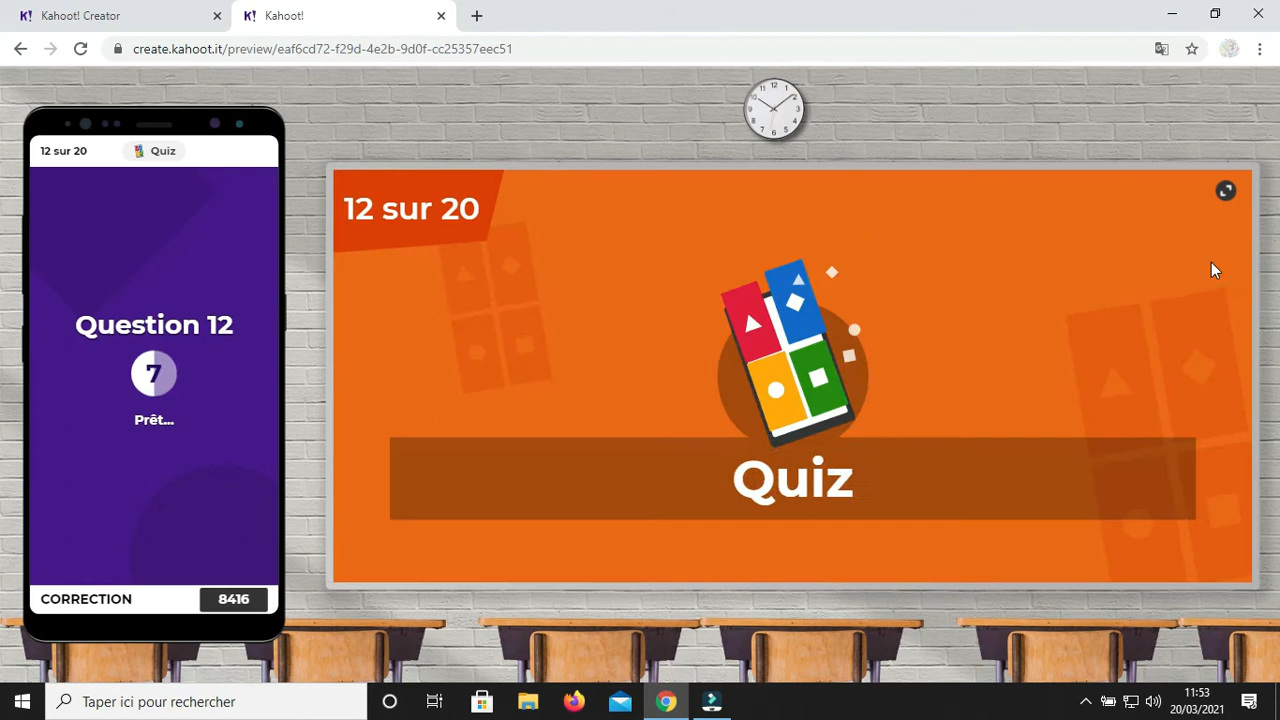 K! Kahoot! Creator
K! Kahoot!
create.kahoot.it/preview/eaf6cd72-f29d-4e2b-9d0f-cc25357eec51
12 sur 20
Quiz
Question 12
7
Prêt...
CORRECTION
8416
12 sur 20
Quiz
Taper ici pour rechercher
11:53
20/03/2021